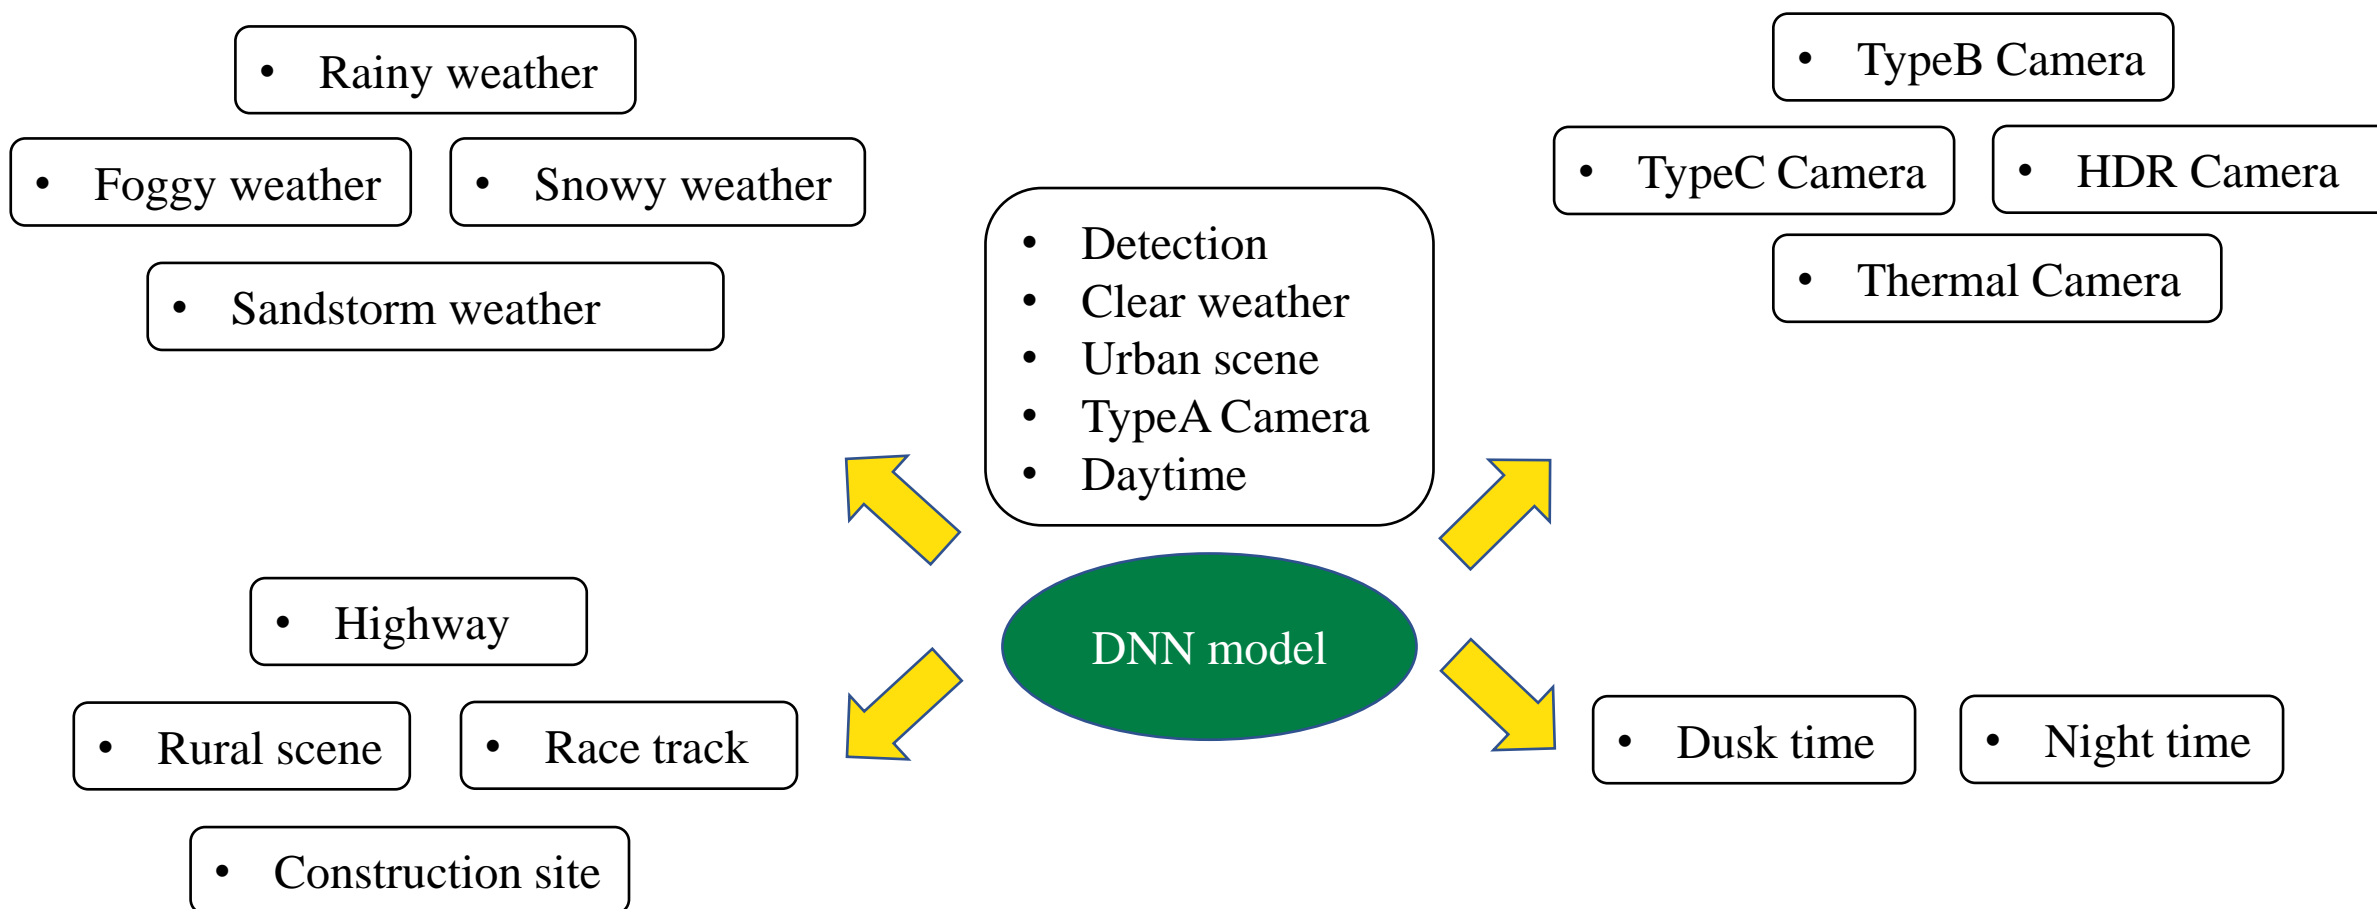 • Rainy weather
• Foggy weather
• Snowy weather
• Sandstorm weather
• TypeB Camera
• TypeC Camera
• HDR Camera
• Thermal Camera
• Detection
• Clear weather
• Urban scene
• TypeA Camera
• Daytime
DNN model
• Highway
• Rural scene
• Race track
• Construction site
• Dusk time
• Night time